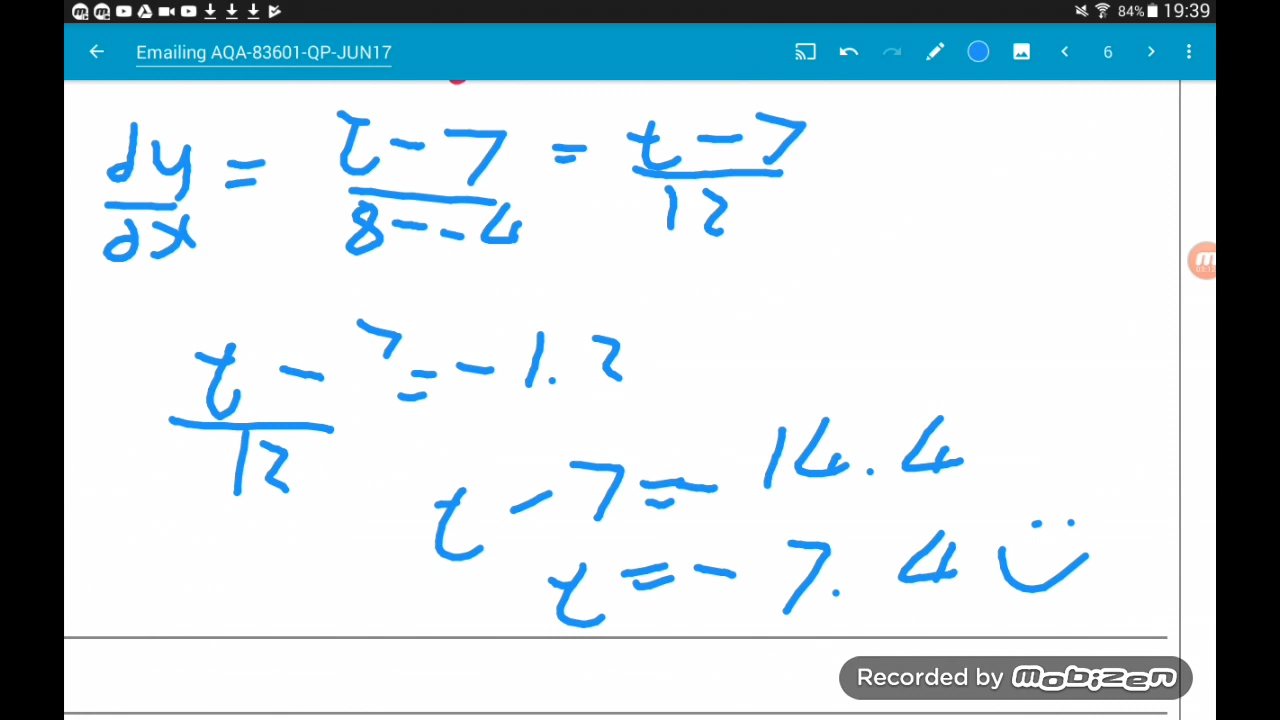 84% 19:39
Emailing AQA-83601-QP-JUN17 6
dy/dx = t - 7 / 8 - - 4 = t - 7 / 12
t - 7 / 12 = - 1.2
t - 7 = - 14.4
t = - 7.4
Recorded by mobizen